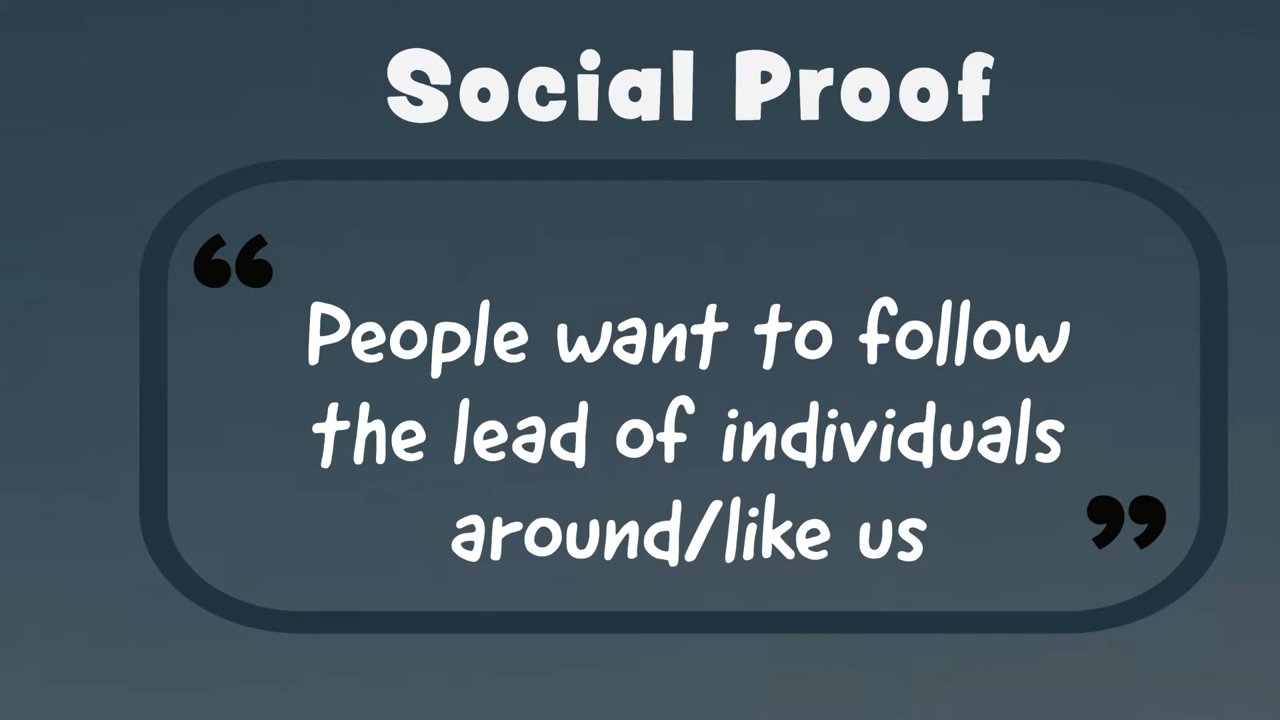 Social Proof
“
People want to follow
the lead of individuals
around/like us
”